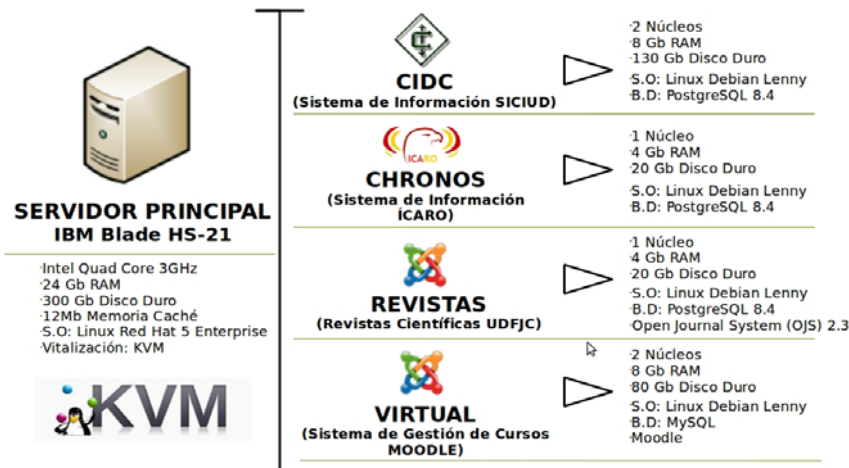 SERVIDOR PRINCIPAL
IBM Blade HS-21
·Intel Quad Core 3GHz
·24 Gb RAM
·300 Gb Disco Duro
·12Mb Memoria Caché
·S.O: Linux Red Hat 5 Enterprise
·Vitalización: KVM
KVM
CIDC
(Sistema de Información SICIUD)
·2 Núcleos
·8 Gb RAM
·130 Gb Disco Duro
·S.O: Linux Debian Lenny
·B.D: PostgreSQL 8.4
ICARO
CHRONOS
(Sistema de Información
ÍCARO)
·1 Núcleo
·4 Gb RAM
·20 Gb Disco Duro
·S.O: Linux Debian Lenny
·B.D: PostgreSQL 8.4
REVISTAS
(Revistas Científicas UDFJC)
·1 Núcleo
·4 Gb RAM
·20 Gb Disco Duro
·S.O: Linux Debian Lenny
·B.D: PostgreSQL 8.4
·Open Journal System (OJS) 2.3
VIRTUAL
(Sistema de Gestión de Cursos
MOODLE)
·2 Núcleos
·8 Gb RAM
·80 Gb Disco Duro
·S.O: Linux Debian Lenny
·B.D: MySQL
·Moodle